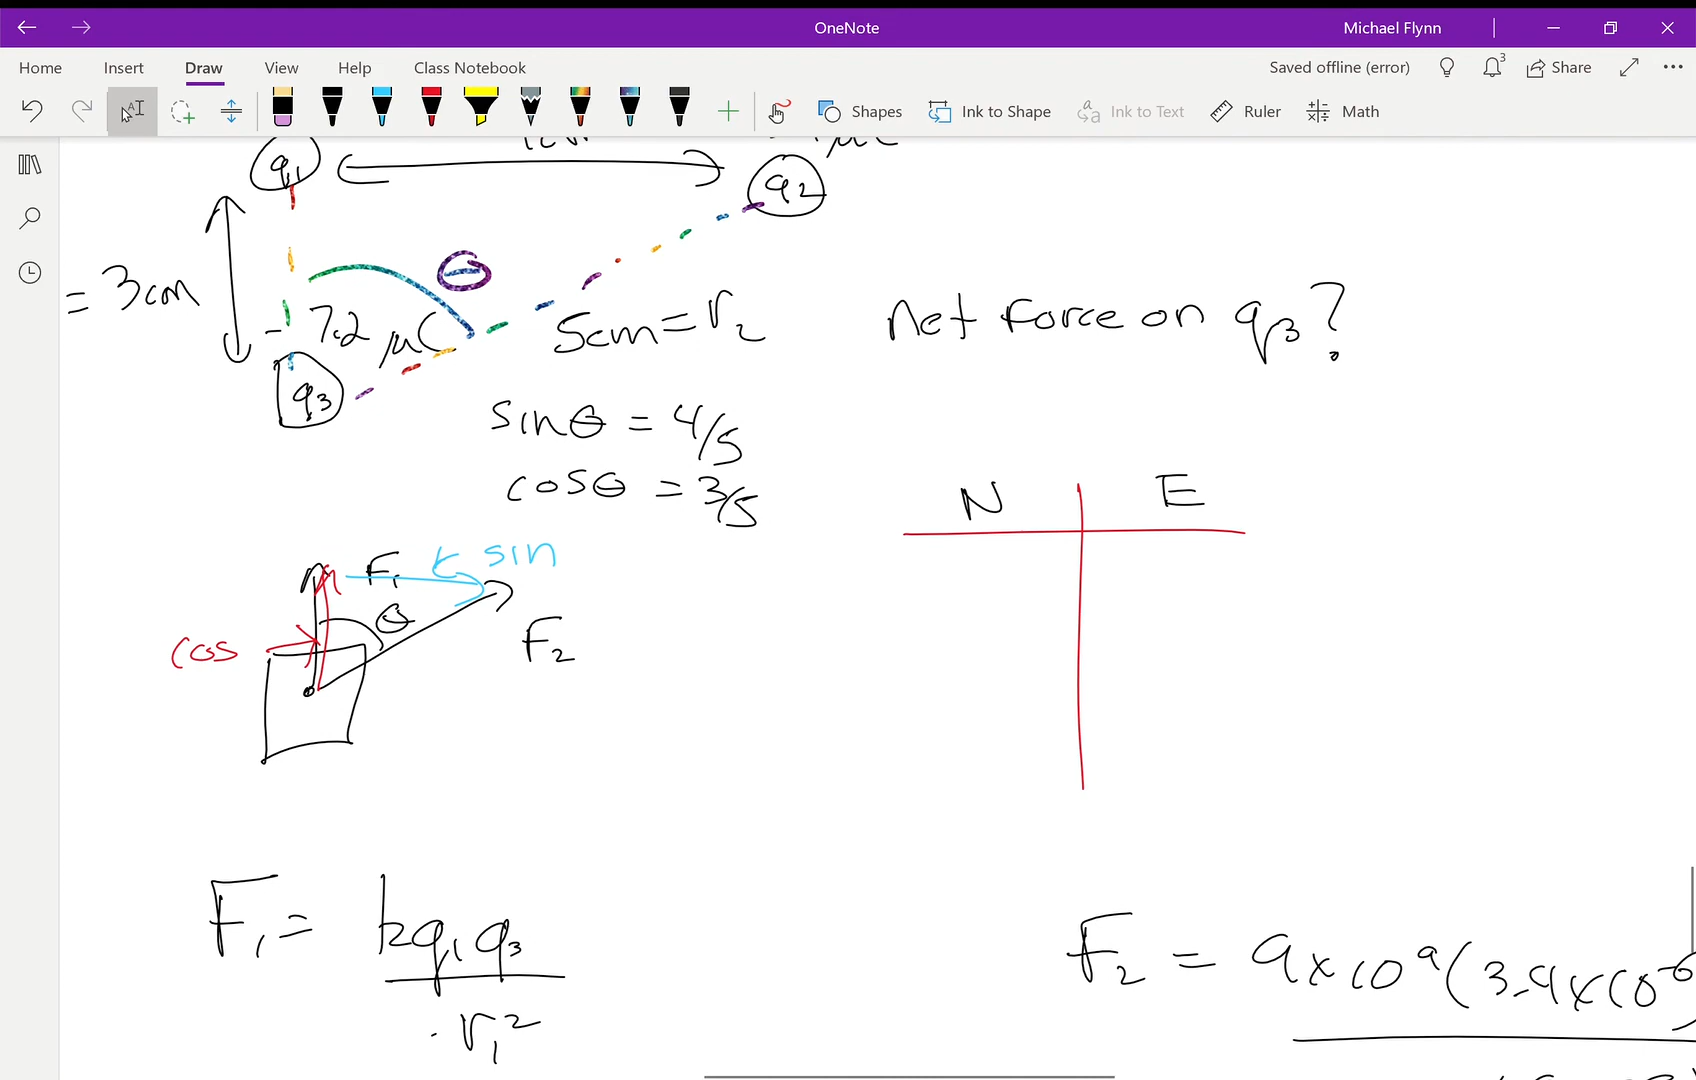 OneNote
Michael Flynn
Home Insert Draw View Help Class Notebook
Saved offline (error) 3 Share
Shapes Ink to Shape Ink to Text Ruler Math
q1
q2
= 3cm
θ
-7.2 μC
5cm = r2
net force on q3?
q3
sinθ = 4/5
cosθ = 3/5
N E
F1 sin
θ
cos
F2
F1 = kq1q3
r1²
F2 = 9x10⁹(3.9x10⁻⁶